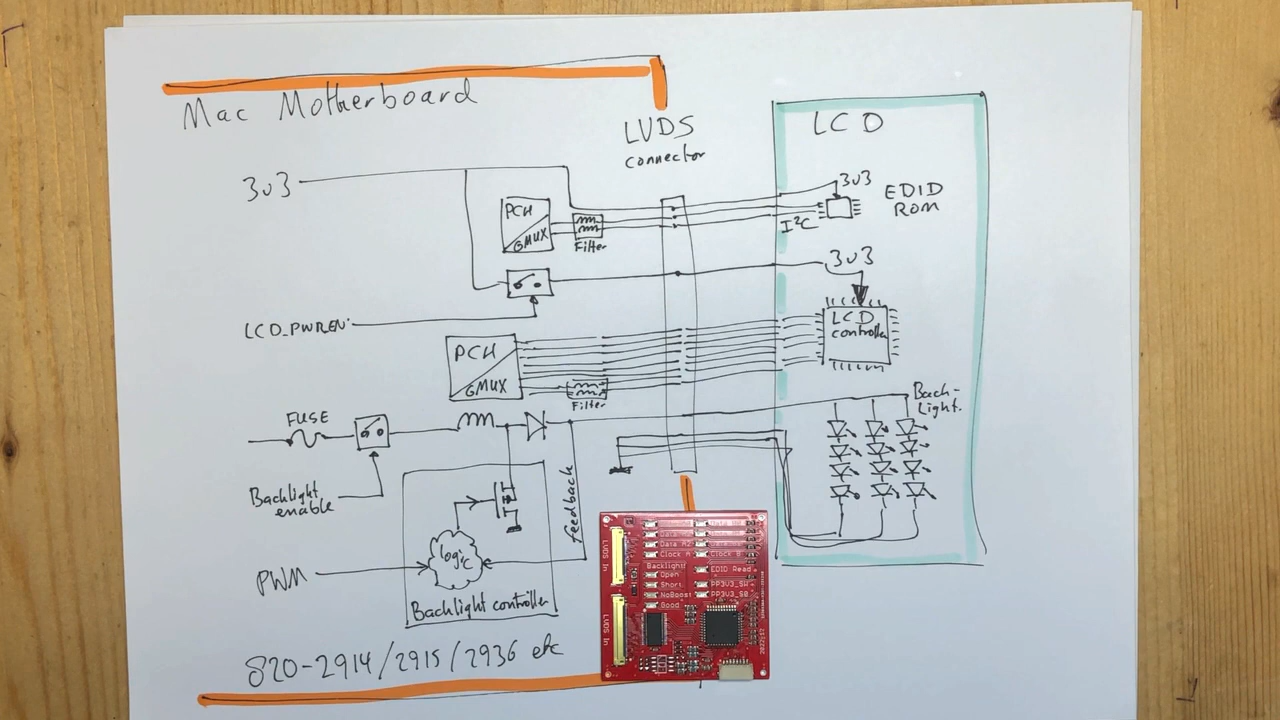 Mac Motherboard
LVDS
connector
LCD
3v3
PCH
GMUX
Filter
3v3
I²C
EDID
ROM
3v3
LCD_PWREN
LCD
controller
PCH
GMUX
Filter
Back-
Light.
FUSE
Backlight
enable
feedback
logic
PWM
Backlight controller
820-2914/2915/2936 etc
LVDS In
LVDS In
Data A2
Clock A
Clock B
Backlight
Open
EDID Read
Short
PP3V3_SW
NoBoost
PP3V3_S0
Good